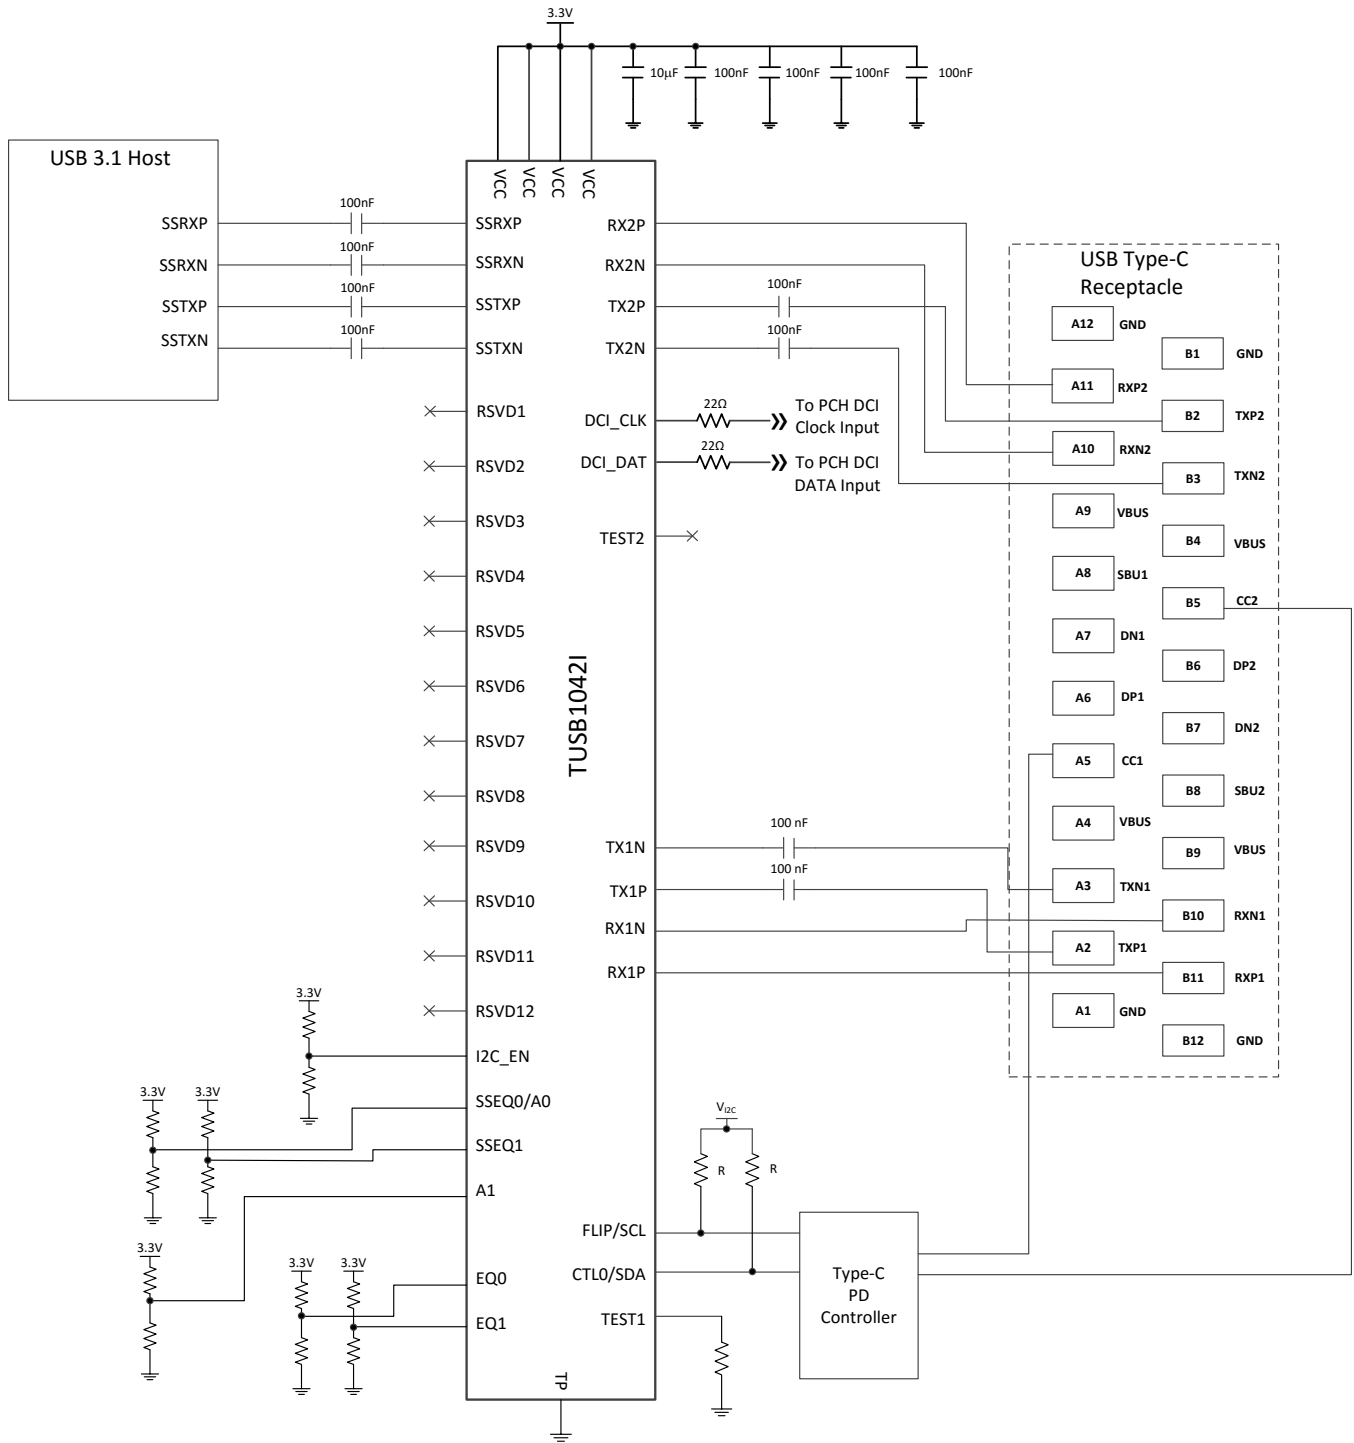 3.3V
10µF
100nF
100nF
100nF
100nF
USB 3.1 Host
SSRXP
SSRXN
SSTXP
SSTXN
100nF
100nF
100nF
100nF
VCC
VCC
VCC
VCC
SSRXP
SSRXN
SSTXP
SSTXN
RSVD1
RSVD2
RSVD3
RSVD4
RSVD5
RSVD6
RSVD7
RSVD8
RSVD9
RSVD10
RSVD11
RSVD12
I2C_EN
SSEQ0/A0
SSEQ1
A1
EQ0
EQ1
TUSB1042I
TP
RX2P
RX2N
TX2P
TX2N
DCI_CLK
DCI_DAT
TEST2
TX1N
TX1P
RX1N
RX1P
FLIP/SCL
CTL0/SDA
TEST1
100nF
100nF
22Ω
To PCH DCI
Clock Input
22Ω
To PCH DCI
DATA Input
100 nF
100 nF
3.3V
3.3V
3.3V
3.3V
3.3V
3.3V
VI2C
R
R
Type-C
PD
Controller
USB Type-C
Receptacle
A12 GND
B1 GND
A11 RXP2
B2 TXP2
A10 RXN2
B3 TXN2
A9 VBUS
B4 VBUS
A8 SBU1
B5 CC2
A7 DN1
B6 DP2
A6 DP1
B7 DN2
A5 CC1
B8 SBU2
A4 VBUS
B9 VBUS
A3 TXN1
B10 RXN1
A2 TXP1
B11 RXP1
A1 GND
B12 GND